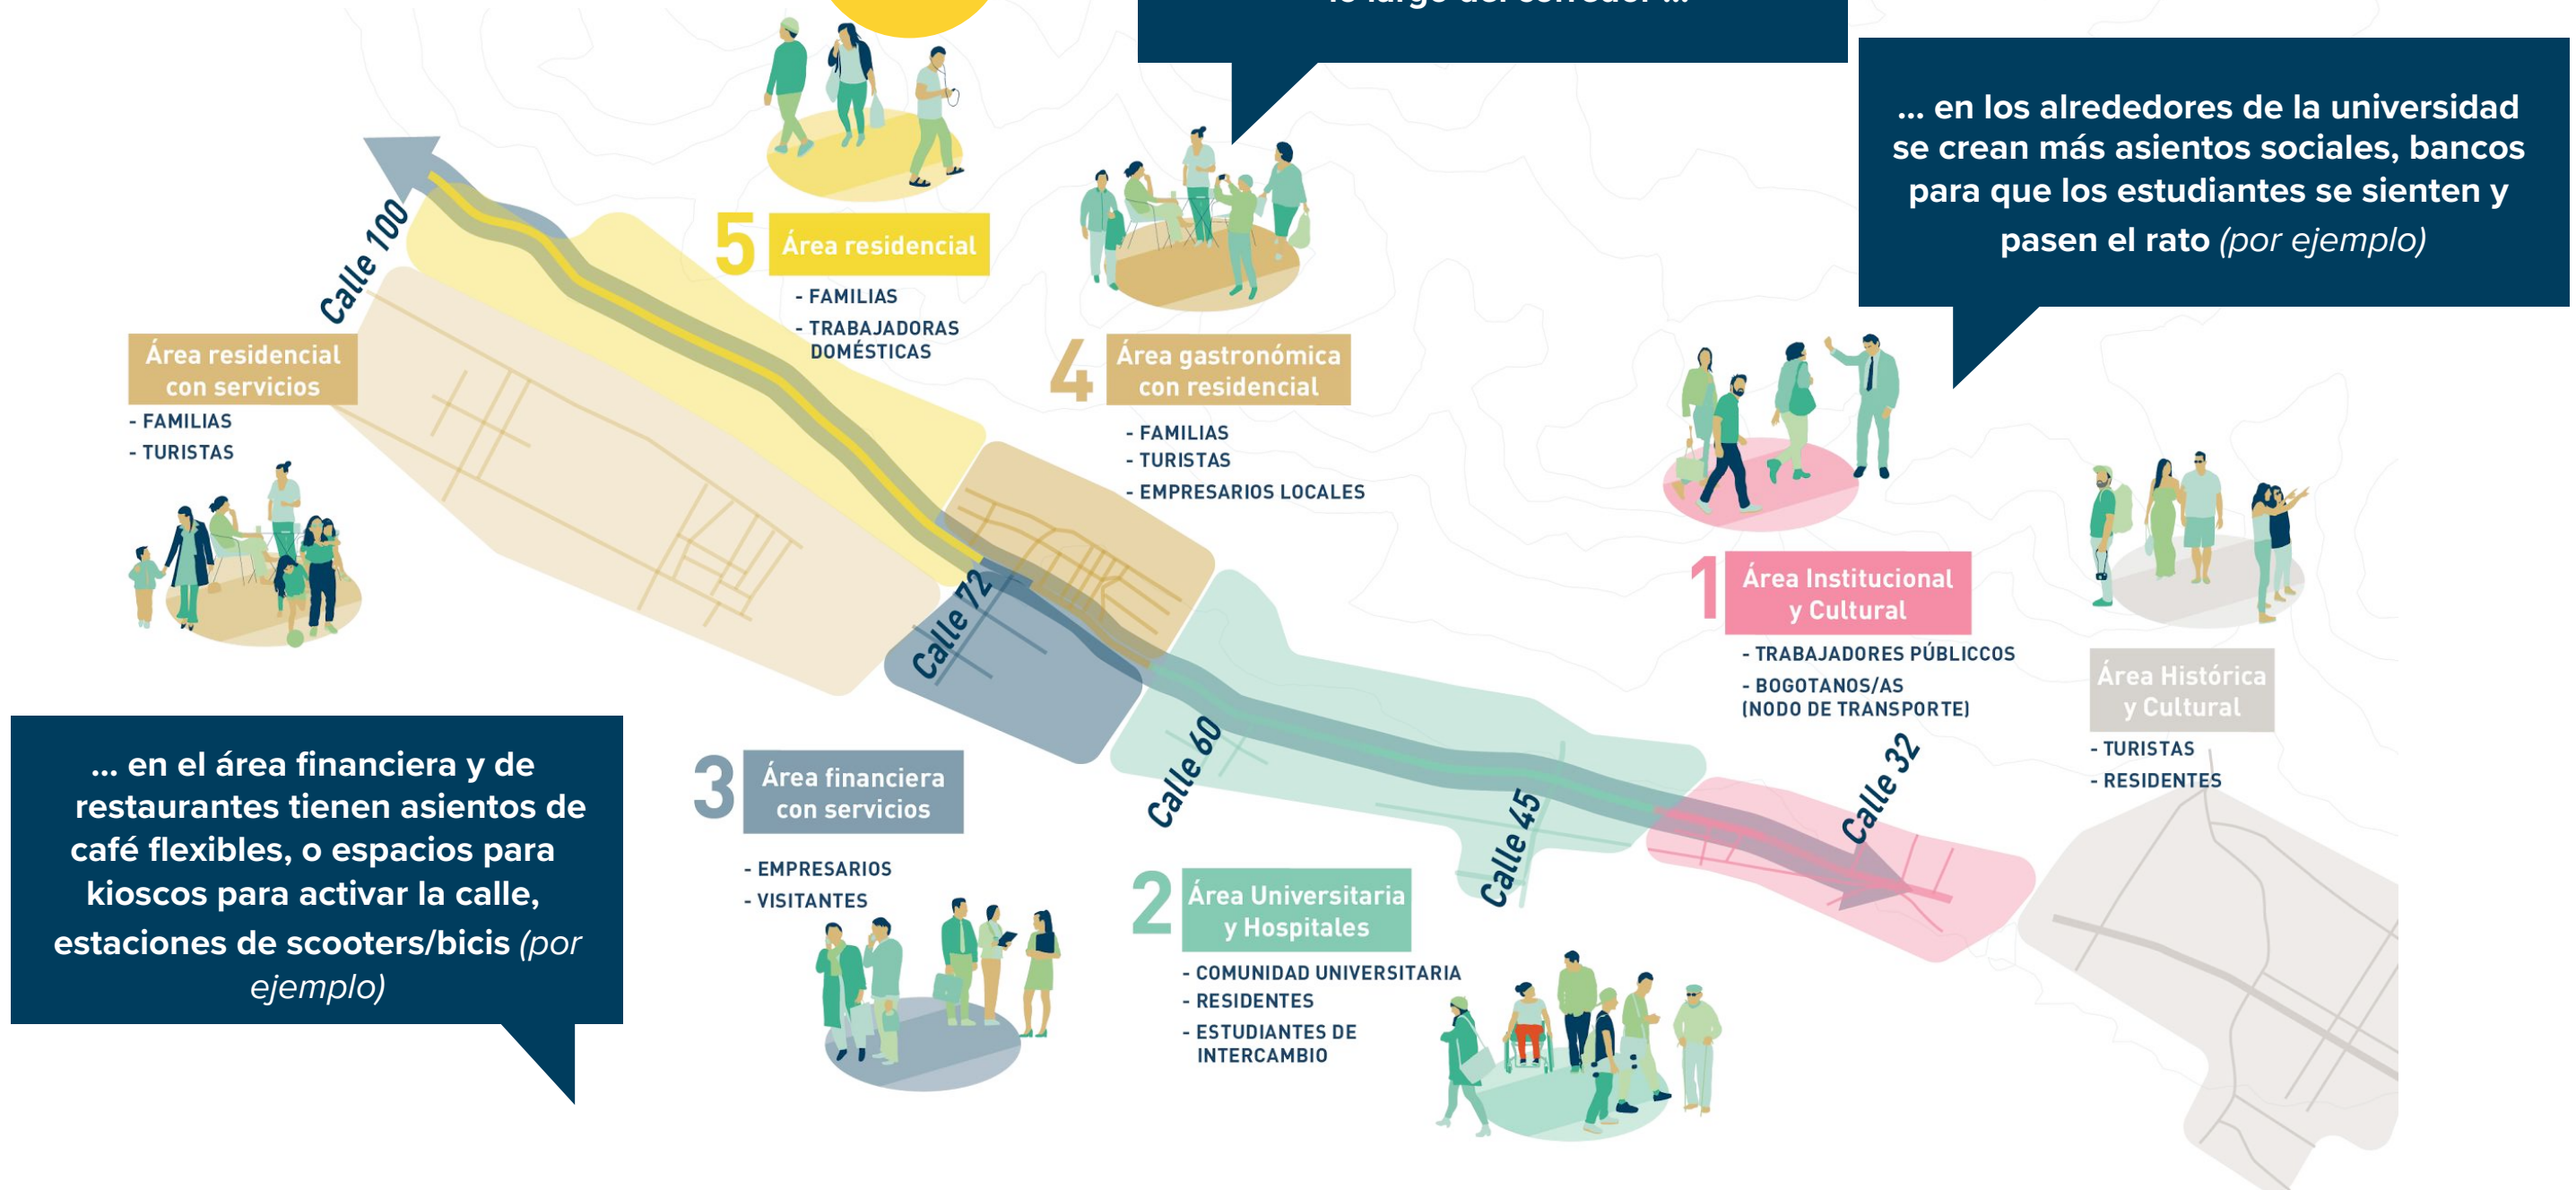 lo largo del corredor ...
... en los alrededores de la universidad
se crean más asientos sociales, bancos
para que los estudiantes se sienten y
pasen el rato (por ejemplo)
Calle 100
5
Área residencial
- FAMILIAS
- TRABAJADORAS
DOMÉSTICAS
Área residencial
con servicios
- FAMILIAS
- TURISTAS
4
Área gastronómica
con residencial
- FAMILIAS
- TURISTAS
- EMPRESARIOS LOCALES
1
Área Institucional
y Cultural
- TRABAJADORES PÚBLICCOS
- BOGOTANOS/AS
(NODO DE TRANSPORTE)
Área Histórica
y Cultural
- TURISTAS
- RESIDENTES
Calle 72
Calle 60
Calle 45
Calle 32
... en el área financiera y de
restaurantes tienen asientos de
café flexibles, o espacios para
kioscos para activar la calle,
estaciones de scooters/bicis (por
ejemplo)
3
Área financiera
con servicios
- EMPRESARIOS
- VISITANTES
2
Área Universitaria
y Hospitales
- COMUNIDAD UNIVERSITARIA
- RESIDENTES
- ESTUDIANTES DE
INTERCAMBIO